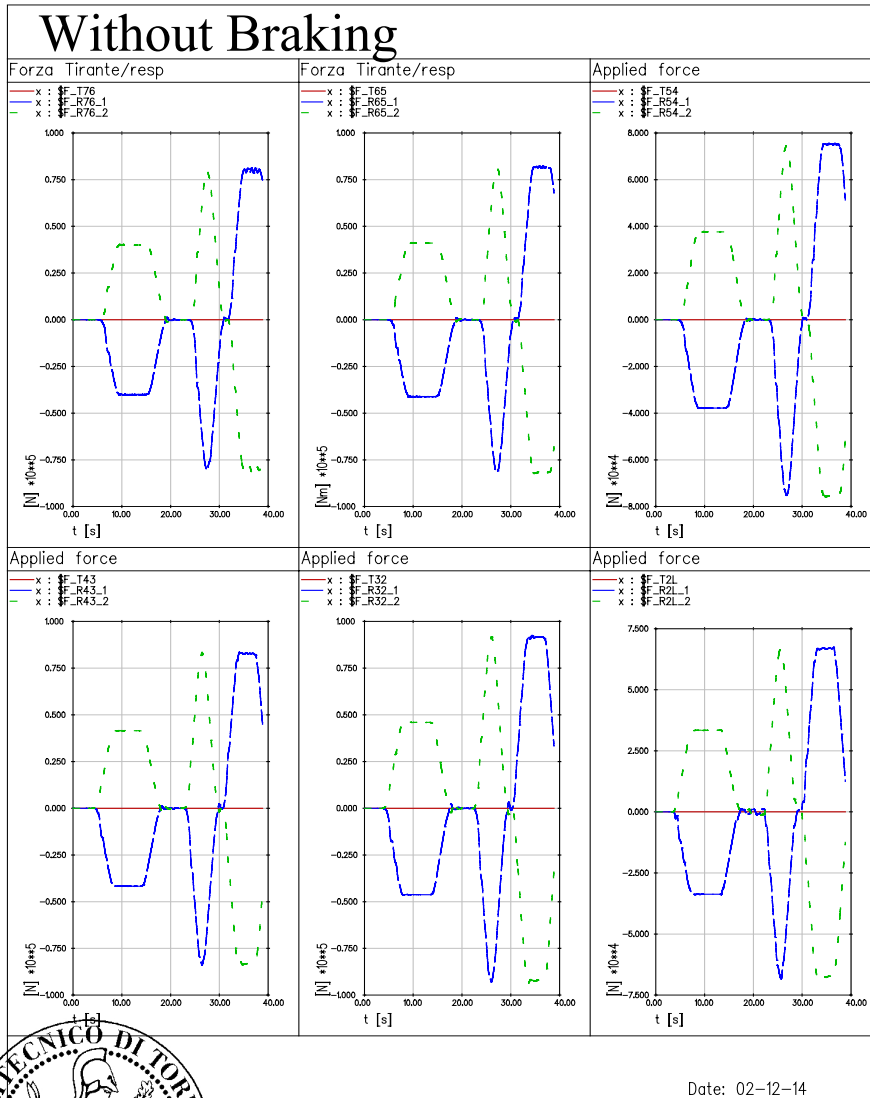 Without Braking
Forza Tirante/resp
x : $F_T76
x : $F_R76_1
x : $F_R76_2
1.000
0.750
0.500
0.250
0.000
-0.250
-0.500
-0.750
-1.000
[N] *10**5
0.00 10.00 20.00 30.00 40.00
t [s]
Forza Tirante/resp
x : $F_T65
x : $F_R65_1
x : $F_R65_2
1.000
0.750
0.500
0.250
0.000
-0.250
-0.500
-0.750
-1.000
[Nm] *10**5
0.00 10.00 20.00 30.00 40.00
t [s]
Applied force
x : $F_T54
x : $F_R54_1
x : $F_R54_2
8.000
6.000
4.000
2.000
0.000
-2.000
-4.000
-6.000
-8.000
[N] *10**4
0.00 10.00 20.00 30.00 40.00
t [s]
Applied force
x : $F_T43
x : $F_R43_1
x : $F_R43_2
1.000
0.750
0.500
0.250
0.000
-0.250
-0.500
-0.750
-1.000
[N] *10**5
0.00 10.00 20.00 30.00 40.00
t [s]
Applied force
x : $F_T32
x : $F_R32_1
x : $F_R32_2
1.000
0.750
0.500
0.250
0.000
-0.250
-0.500
-0.750
-1.000
[N] *10**5
0.00 10.00 20.00 30.00 40.00
t [s]
Applied force
x : $F_T2L
x : $F_R2L_1
x : $F_R2L_2
7.500
5.000
2.500
0.000
-2.500
-5.000
-7.500
[N] *10**4
0.00 10.00 20.00 30.00 40.00
t [s]
TECNICO DI TOR
Date: 02-12-14